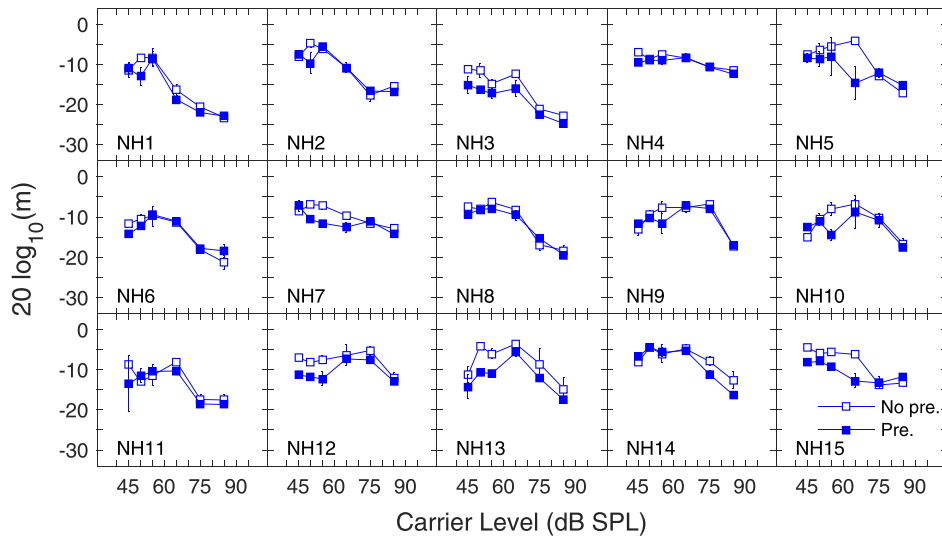 0
-10
-20
-30
NH1
NH2
NH3
NH4
NH5
0
-10
-20
-30
NH6
NH7
NH8
NH9
NH10
0
-10
-20
-30
NH11
NH12
NH13
NH14
NH15
No pre.
Pre.
45 60 75 90 45 60 75 90 45 60 75 90 45 60 75 90 45 60 75 90
Carrier Level (dB SPL)
20 log10(m)